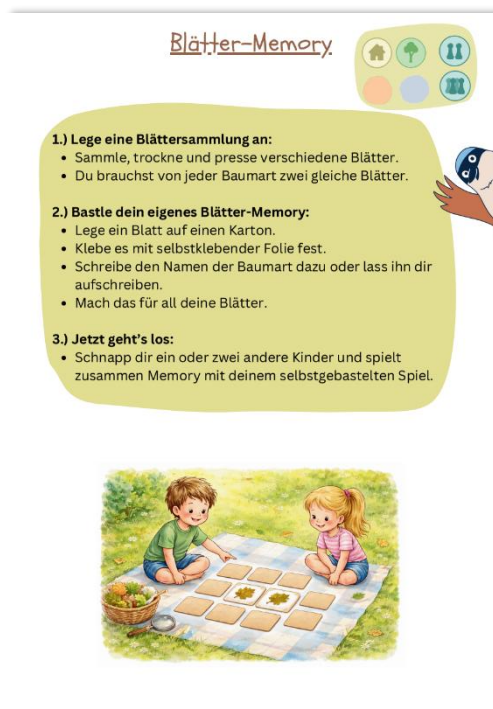 Blätter-Memory
1.) Lege eine Blättersammlung an:
• Sammle, trockne und presse verschiedene Blätter.
• Du brauchst von jeder Baumart zwei gleiche Blätter.
2.) Bastle dein eigenes Blätter-Memory:
• Lege ein Blatt auf einen Karton.
• Klebe es mit selbstklebender Folie fest.
• Schreibe den Namen der Baumart dazu oder lass ihn dir
aufschreiben.
• Mach das für all deine Blätter.
3.) Jetzt geht's los:
• Schnapp dir ein oder zwei andere Kinder und spielt
zusammen Memory mit deinem selbstgebastelten Spiel.